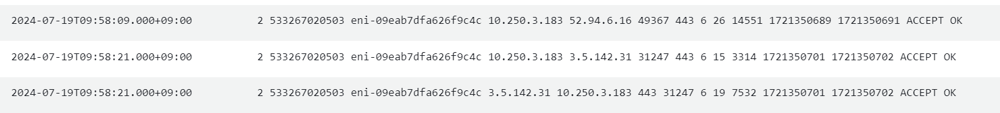 2024-07-19T09:58:09.000+09:00 2 533267020503 eni-09eab7dfa626f9c4c 10.250.3.183 52.94.6.16 49367 443 6 26 14551 1721350689 1721350691 ACCEPT OK
2024-07-19T09:58:21.000+09:00 2 533267020503 eni-09eab7dfa626f9c4c 10.250.3.183 3.5.142.31 31247 443 6 15 3314 1721350701 1721350702 ACCEPT OK
2024-07-19T09:58:21.000+09:00 2 533267020503 eni-09eab7dfa626f9c4c 3.5.142.31 10.250.3.183 443 31247 6 19 7532 1721350701 1721350702 ACCEPT OK